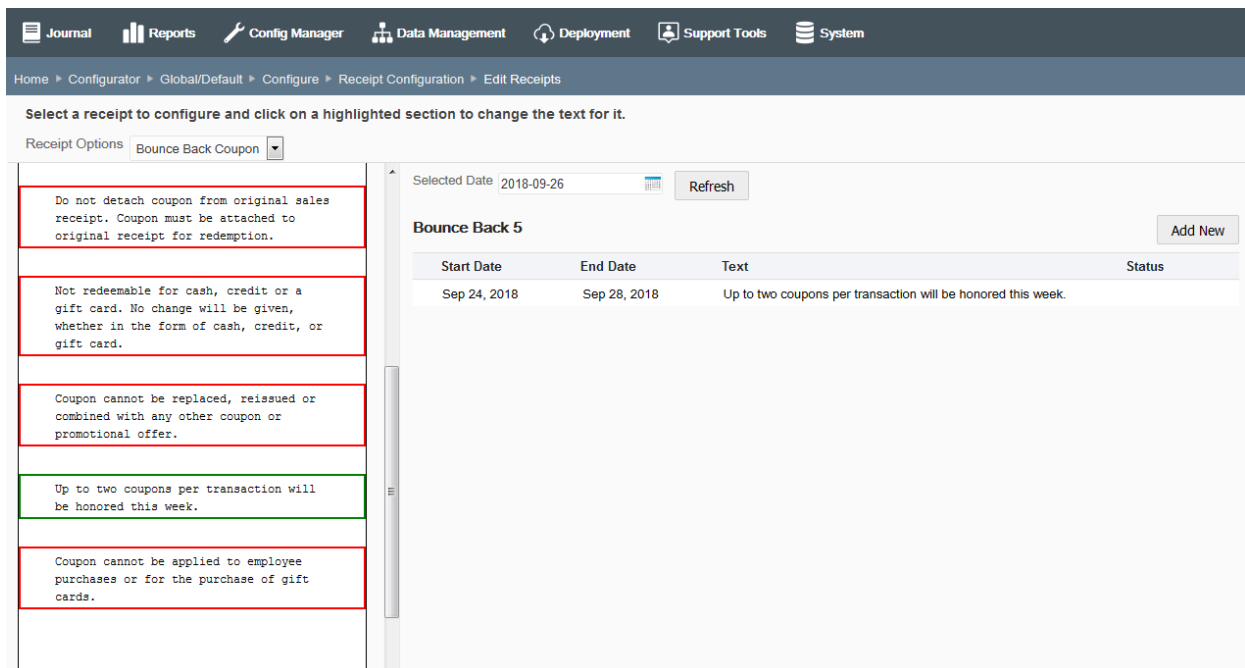 Journal Reports Config Manager Data Management Deployment Support Tools System
Home Configurator Global/Default Configure Receipt Configuration Edit Receipts
Select a receipt to configure and click on a highlighted section to change the text for it.
Receipt Options Bounce Back Coupon
Do not detach coupon from original sales
receipt. Coupon must be attached to
original receipt for redemption.
Not redeemable for cash, credit or a
gift card. No change will be given,
whether in the form of cash, credit, or
gift card.
Coupon cannot be replaced, reissued or
combined with any other coupon or
promotional offer.
Up to two coupons per transaction will
be honored this week.
Coupon cannot be applied to employee
purchases or for the purchase of gift
cards.
Selected Date 2018-09-26 Refresh
Bounce Back 5 Add New
Start Date End Date Text Status
Sep 24, 2018 Sep 28, 2018 Up to two coupons per transaction will be honored this week.